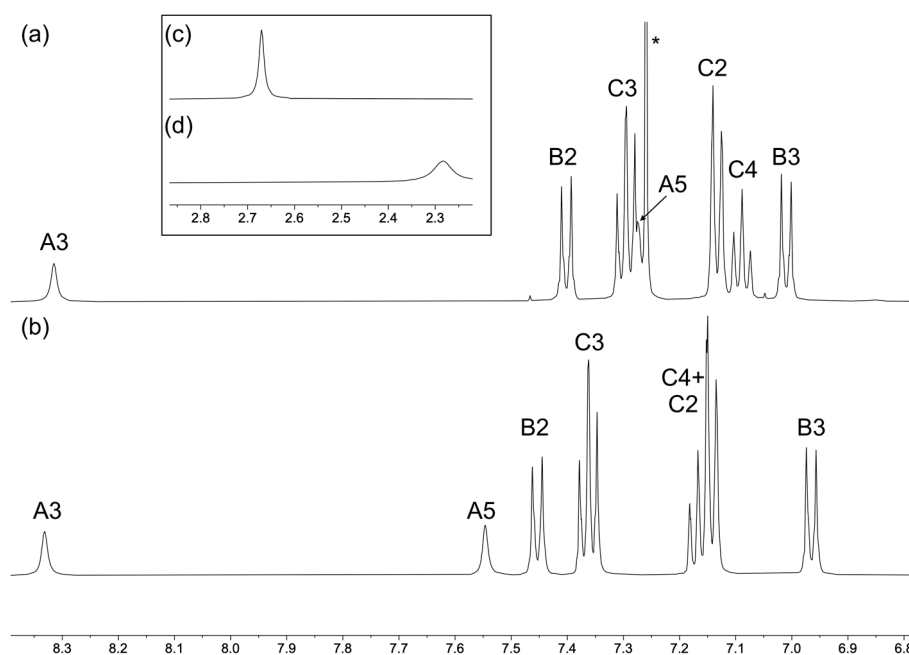 (a)
(c)
*
C2
C3
(d)
B2
C4
B3
A5
2.8 2.7 2.6 2.5 2.4 2.3
A3
(b)
C3
C4+
C2
B2
B3
A3
A5
8.3 8.2 8.1 8.0 7.9 7.8 7.7 7.6 7.5 7.4 7.3 7.2 7.1 7.0 6.9 6.8